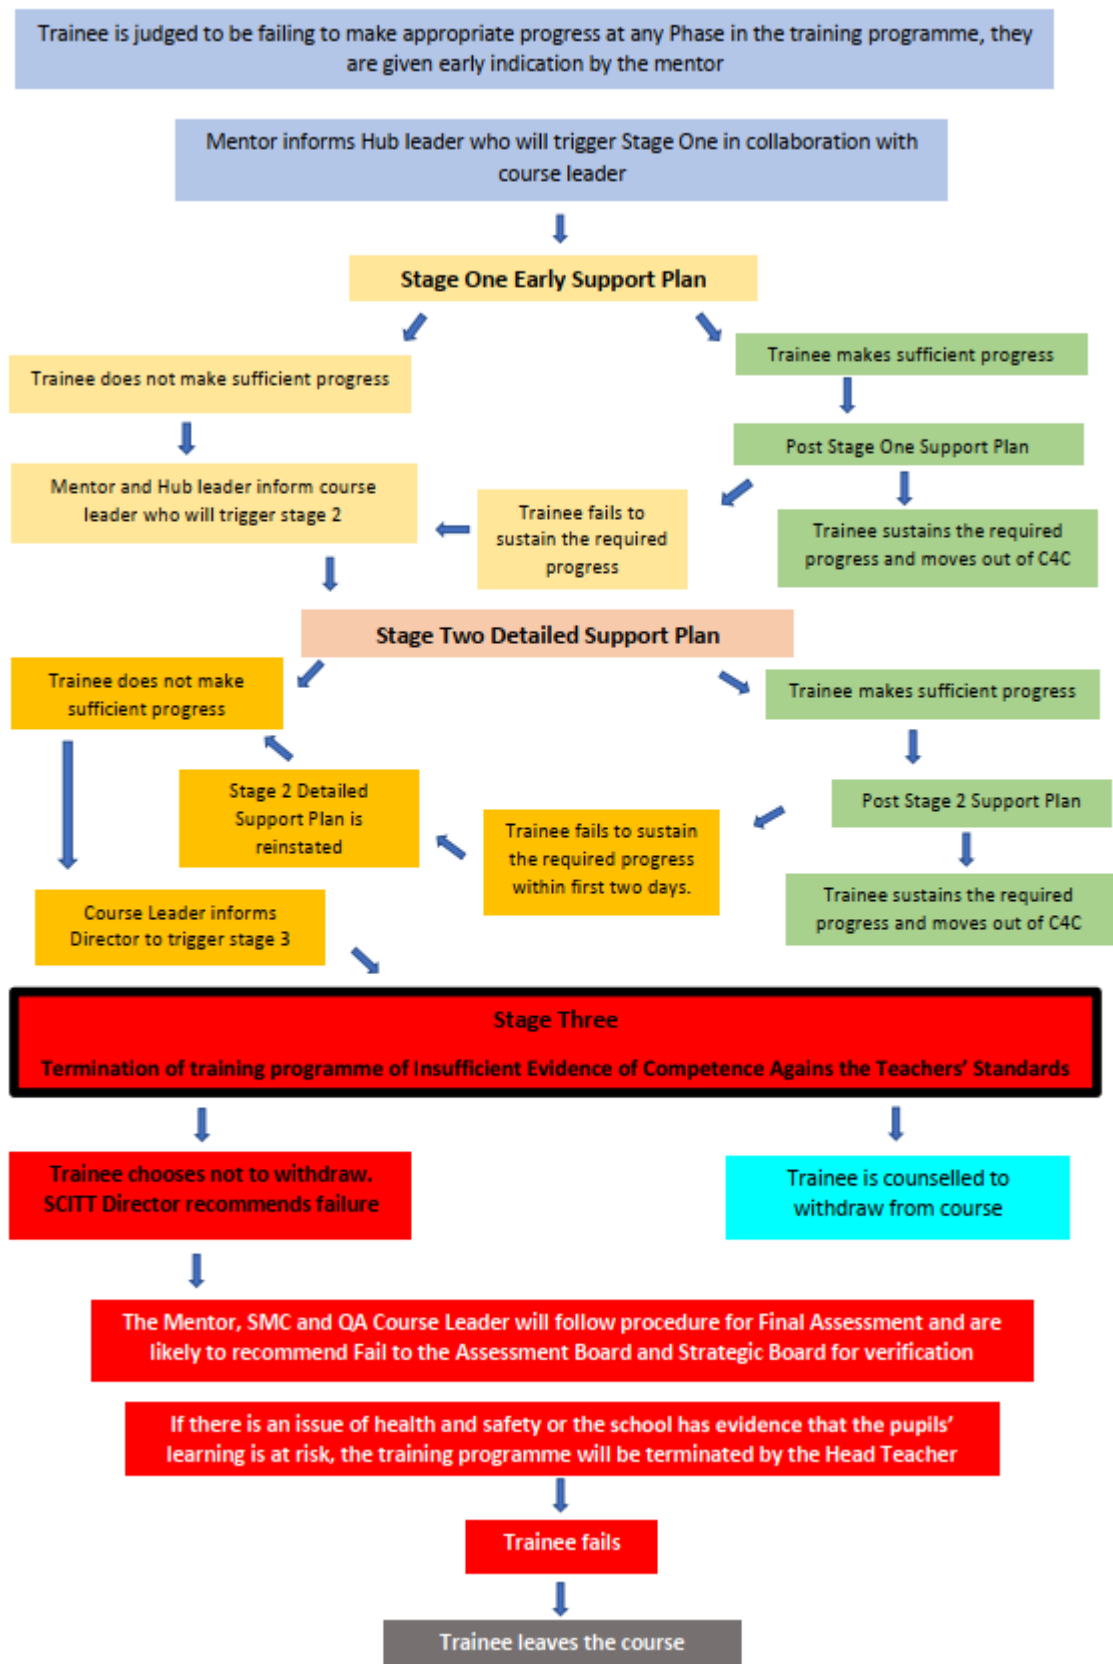 Trainee is judged to be failing to make appropriate progress at any Phase in the training programme, they
are given early indication by the mentor
Mentor informs Hub leader who will trigger Stage One in collaboration with
course leader
Stage One Early Support Plan
Trainee makes sufficient progress
Trainee does not make sufficient progress
Post Stage One Support Plan
Mentor and Hub leader inform course
leader who will trigger stage 2
Trainee fails to
sustain the required
progress
Trainee sustains the required
progress and moves out of C4C
Stage Two Detailed Support Plan
Trainee does not make
sufficient progress
Trainee makes sufficient progress
Stage 2 Detailed
Support Plan is
reinstated
Trainee fails to sustain
the required progress
within first two days.
Post Stage 2 Support Plan
Trainee sustains the required
progress and moves out of C4C
Course Leader informs
Director to trigger stage 3
Stage Three
Termination of training programme of Insufficient Evidence of Competence Agains the Teachers' Standards
Trainee chooses not to withdraw.
SCITT Director recommends failure
Trainee is counselled to
withdraw from course
The Mentor, SMC and QA Course Leader will follow procedure for Final Assessment and are
likely to recommend Fail to the Assessment Board and Strategic Board for verification
If there is an issue of health and safety or the school has evidence that the pupils'
learning is at risk, the training programme will be terminated by the Head Teacher
Trainee fails
Trainee leaves the course